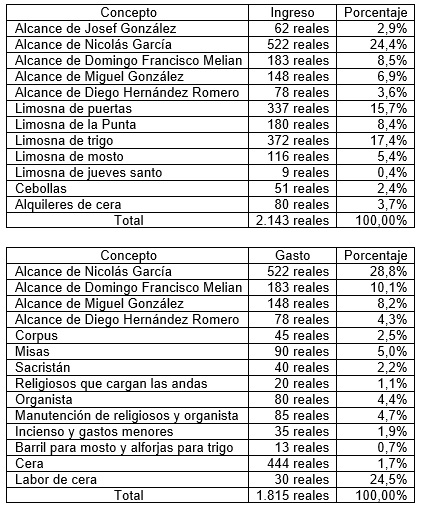 Concepto Ingreso Porcentaje
Alcance de Josef González 62 reales 2,9%
Alcance de Nicolás García 522 reales 24,4%
Alcance de Domingo Francisco Melian 183 reales 8,5%
Alcance de Miguel González 148 reales 6,9%
Alcance de Diego Hernández Romero 78 reales 3,6%
Limosna de puertas 337 reales 15,7%
Limosna de la Punta 180 reales 8,4%
Limosna de trigo 372 reales 17,4%
Limosna de mosto 116 reales 5,4%
Limosna de jueves santo 9 reales 0,4%
Cebollas 51 reales 2,4%
Alquileres de cera 80 reales 3,7%
Total 2.143 reales 100,00%
Concepto Gasto Porcentaje
Alcance de Nicolás García 522 reales 28,8%
Alcance de Domingo Francisco Melian 183 reales 10,1%
Alcance de Miguel González 148 reales 8,2%
Alcance de Diego Hernández Romero 78 reales 4,3%
Corpus 45 reales 2,5%
Misas 90 reales 5,0%
Sacristán 40 reales 2,2%
Religiosos que cargan las andas 20 reales 1,1%
Organista 80 reales 4,4%
Manutención de religiosos y organista 85 reales 4,7%
Incienso y gastos menores 35 reales 1,9%
Barril para mosto y alforjas para trigo 13 reales 0,7%
Cera 444 reales 1,7%
Labor de cera 30 reales 24,5%
Total 1.815 reales 100,00%